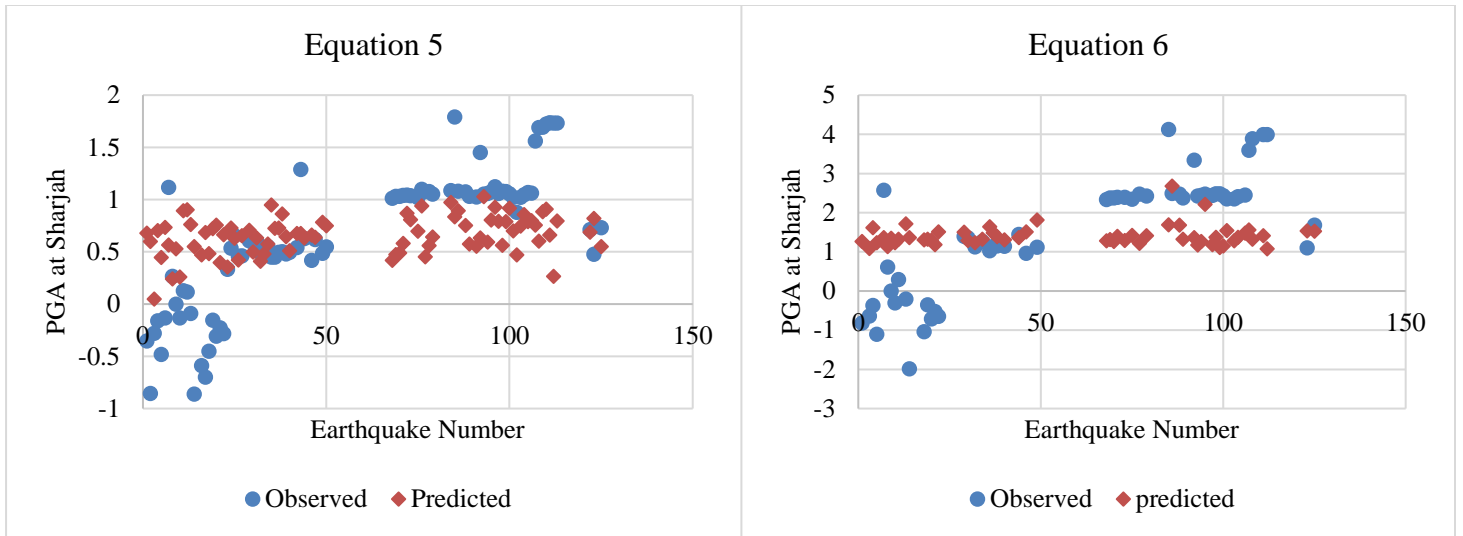 Equation 5
2
1.5
1
0.5
0
-0.5
-1
0
50
100
150
PGA at Sharjah
Earthquake Number
Observed
Predicted
Equation 6
5
4
3
2
1
0
-1
-2
-3
0
50
100
150
PGA at Sharjah
Earthquake Number
Observed
predicted